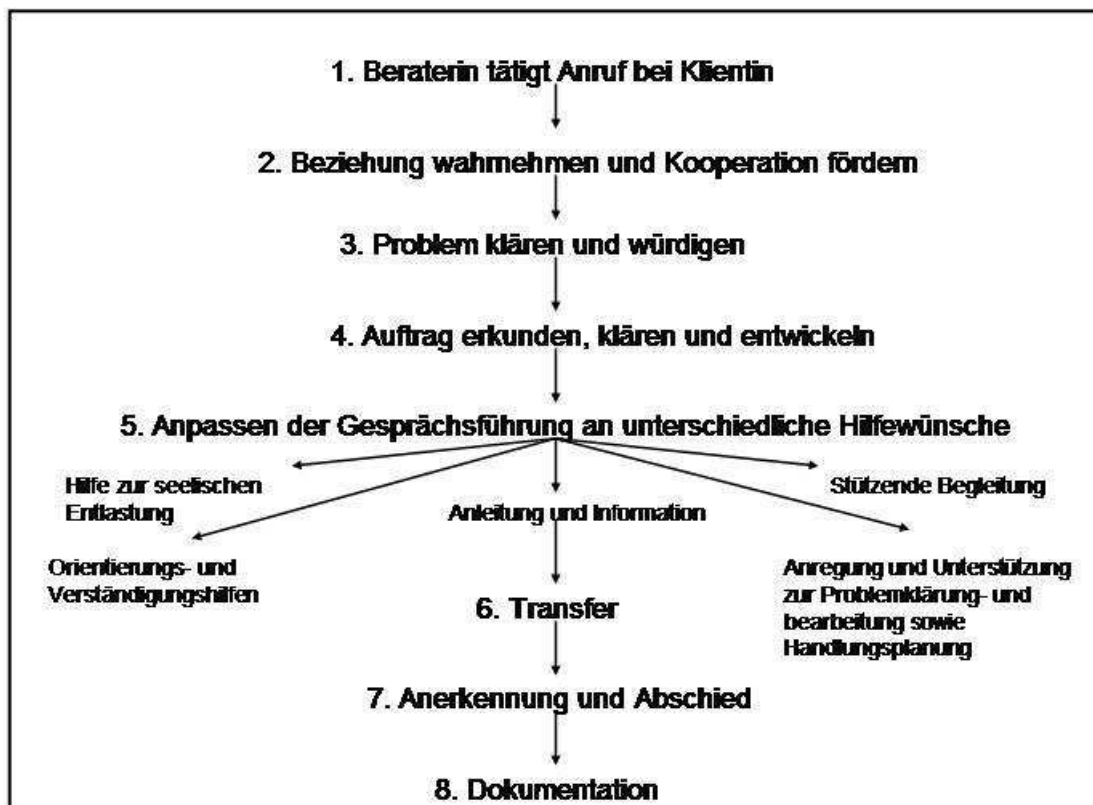 1. Beraterin tätigt Anruf bei Klientin
2. Beziehung wahrnehmen und Kooperation fördern
3. Problem klären und würdigen
4. Auftrag erkunden, klären und entwickeln
5. Anpassen der Gesprächsführung an unterschiedliche Hilfewünsche
Hilfe zur seelischen
Entlastung
Anleitung und Information
Stützende Begleitung
Orientierungs- und
Verständigungshilfen
Anregung und Unterstützung
zur Problemklärung- und
bearbeitung sowie
Handlungsplanung
6. Transfer
7. Anerkennung und Abschied
8. Dokumentation